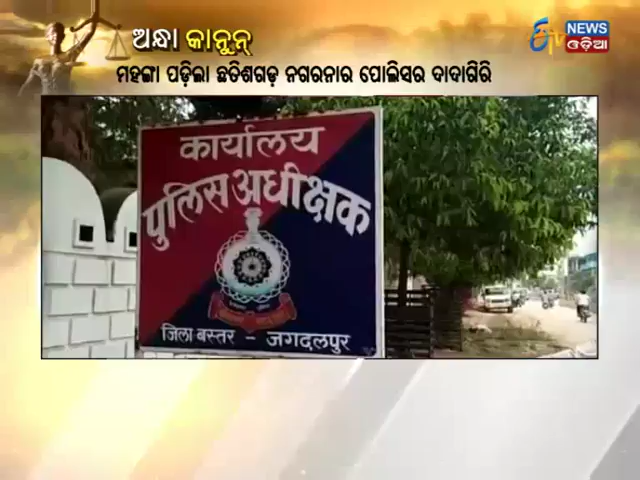 ଅନ୍ଧା କାନୁନ୍
ETV NEWS
ଓଡ଼ିଆ
ମହଙ୍ଗା ପଡ଼ିଲା ଛତିଶଗଡ଼ ନଗରନାର ପୋଲିସର ଦାଦାଗିରି
कार्यालय
पुलिस अधीक्षक
जिला बस्तर - जगदलपुर